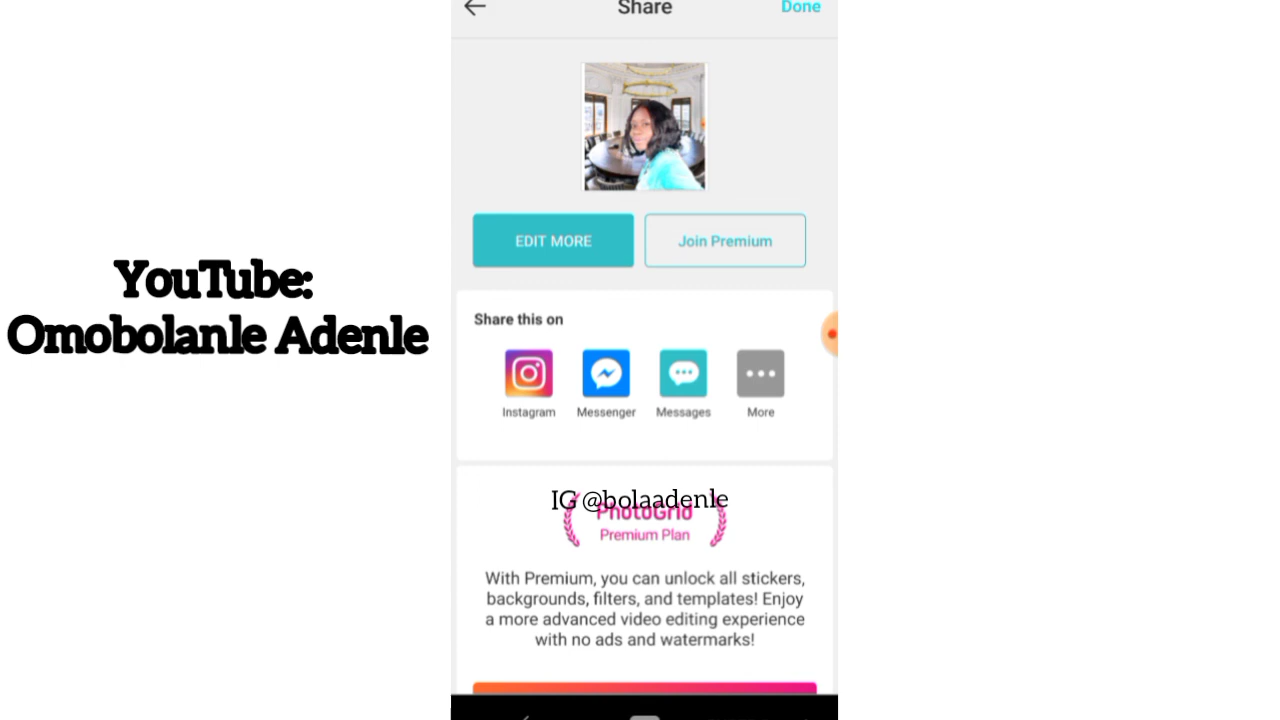 Share
Done
YouTube:
Omobolanle Adenle
EDIT MORE
Join Premium
Share this on
Instagram
Messenger
Messages
More
IG @bolaadenle
PhotoGrid
Premium Plan
With Premium, you can unlock all stickers,
backgrounds, filters, and templates! Enjoy
a more advanced video editing experience
with no ads and watermarks!